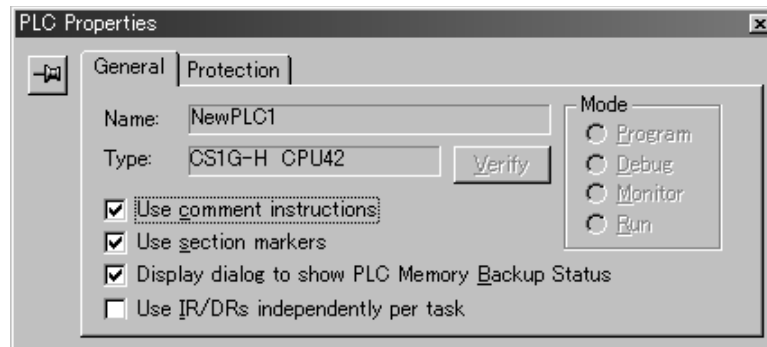 PLC Properties
General
Protection
Name: NewPLC1
Type: CS1G-H CPU42
Verify
Use comment instructions
Use section markers
Display dialog to show PLC Memory Backup Status
Use IR/DRs independently per task
Mode
Program
Debug
Monitor
Run